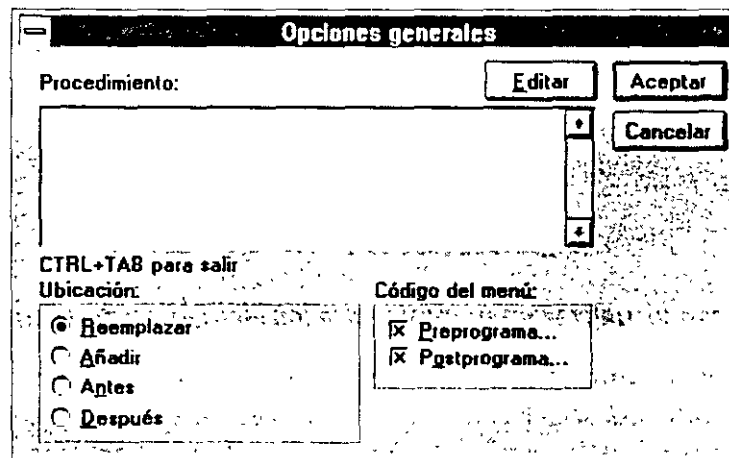 Opciones generales
Procedimiento:
Editar
Aceptar
Cancelar
CTRL+TAB para salir
Ubicación:
Reemplazar
Añadir
Antes
Después
Código del menú:
Preprograma...
Postprograma...